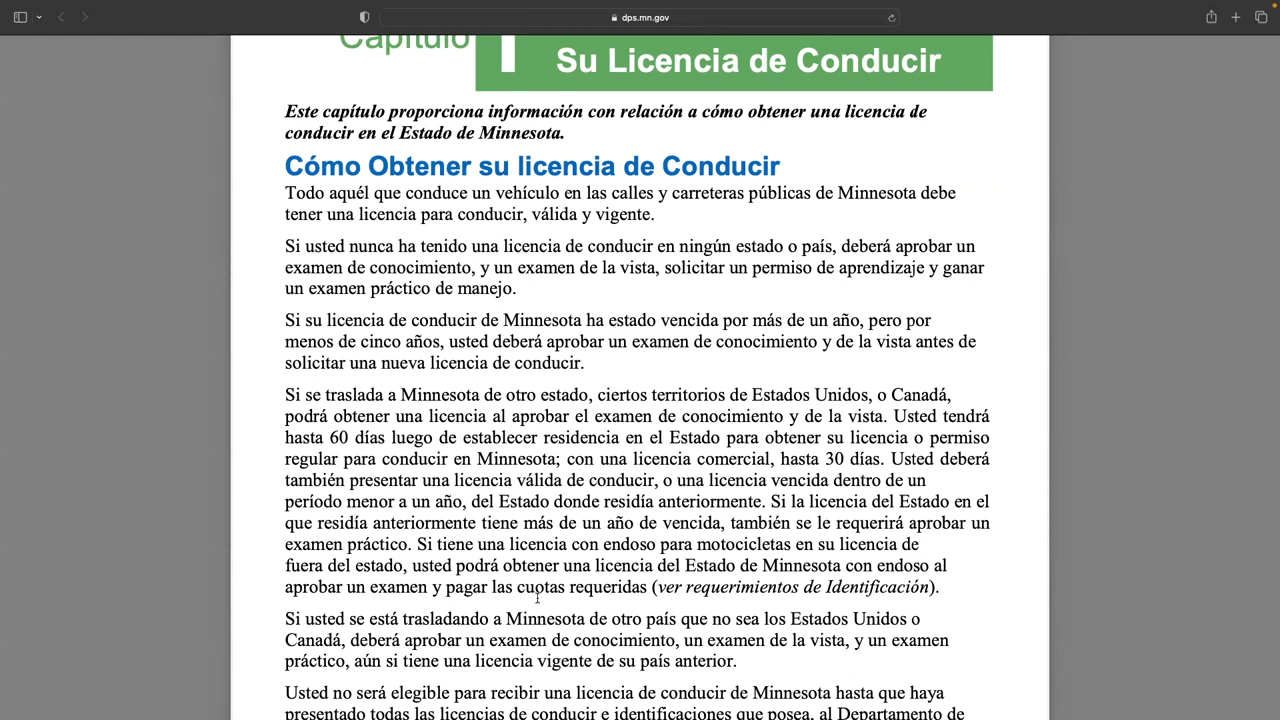 dps.mn.gov
Capítulo 1
Su Licencia de Conducir
Este capítulo proporciona información con relación a cómo obtener una licencia de
conducir en el Estado de Minnesota.
Cómo Obtener su licencia de Conducir
Todo aquél que conduce un vehículo en las calles y carreteras públicas de Minnesota debe
tener una licencia para conducir, válida y vigente.
Si usted nunca ha tenido una licencia de conducir en ningún estado o país, deberá aprobar un
examen de conocimiento, y un examen de la vista, solicitar un permiso de aprendizaje y ganar
un examen práctico de manejo.
Si su licencia de conducir de Minnesota ha estado vencida por más de un año, pero por
menos de cinco años, usted deberá aprobar un examen de conocimiento y de la vista antes de
solicitar una nueva licencia de conducir.
Si se traslada a Minnesota de otro estado, ciertos territorios de Estados Unidos, o Canadá,
podrá obtener una licencia al aprobar el examen de conocimiento y de la vista. Usted tendrá
hasta 60 días luego de establecer residencia en el Estado para obtener su licencia o permiso
regular para conducir en Minnesota; con una licencia comercial, hasta 30 días. Usted deberá
también presentar una licencia válida de conducir, o una licencia vencida dentro de un
período menor a un año, del Estado donde residía anteriormente. Si la licencia del Estado en el
que residía anteriormente tiene más de un año de vencida, también se le requerirá aprobar un
examen práctico. Si tiene una licencia con endoso para motocicletas en su licencia de
fuera del estado, usted podrá obtener una licencia del Estado de Minnesota con endoso al
aprobar un examen y pagar las cuotas requeridas (ver requerimientos de Identificación).
Si usted se está trasladando a Minnesota de otro país que no sea los Estados Unidos o
Canadá, deberá aprobar un examen de conocimiento, un examen de la vista, y un examen
práctico, aún si tiene una licencia vigente de su país anterior.
Usted no será elegible para recibir una licencia de conducir de Minnesota hasta que haya
presentado todas las licencias de conducir e identificaciones que posea, al Departamento de